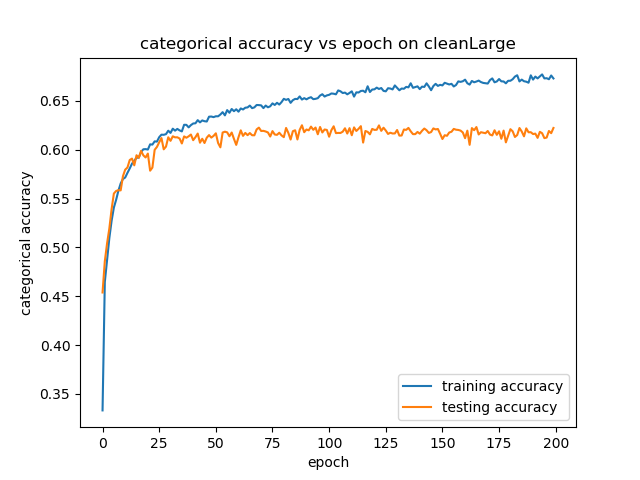 categorical accuracy vs epoch on cleanLarge
categorical accuracy
0.65
0.60
0.55
0.50
0.45
0.40
0.35
training accuracy
testing accuracy
0 25 50 75 100 125 150 175 200
epoch